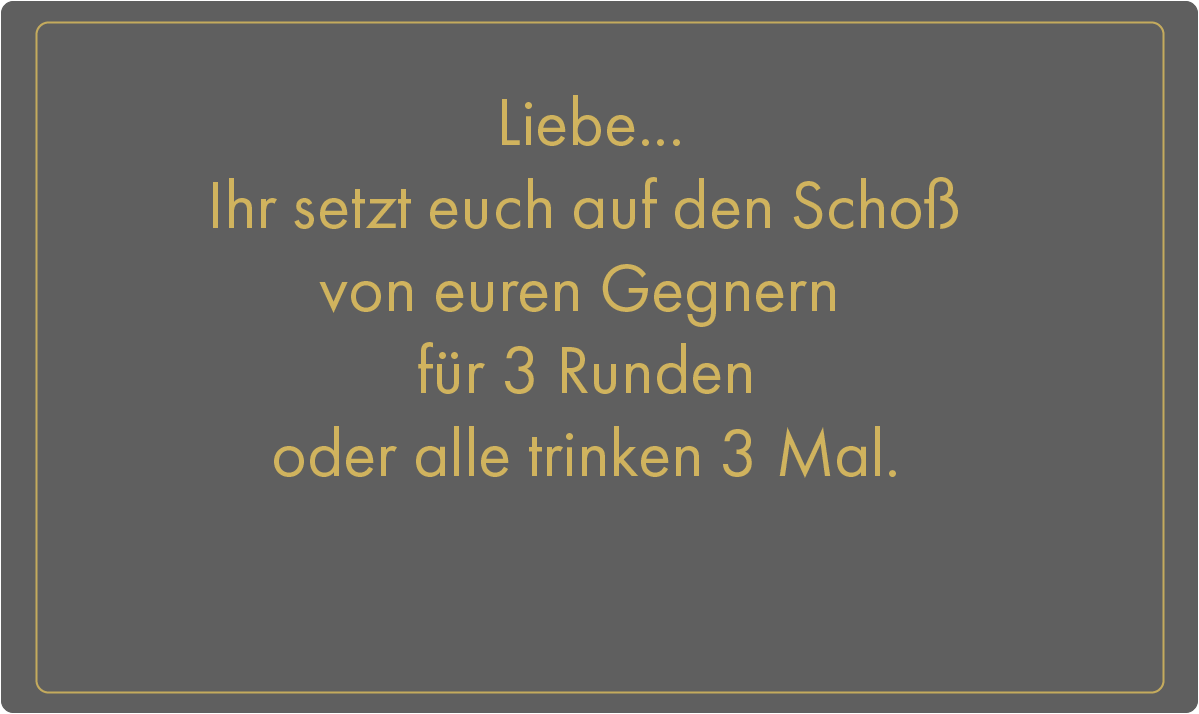 Liebe...
Ihr setzt euch auf den Schoß
von euren Gegnern
für 3 Runden
oder alle trinken 3 Mal.